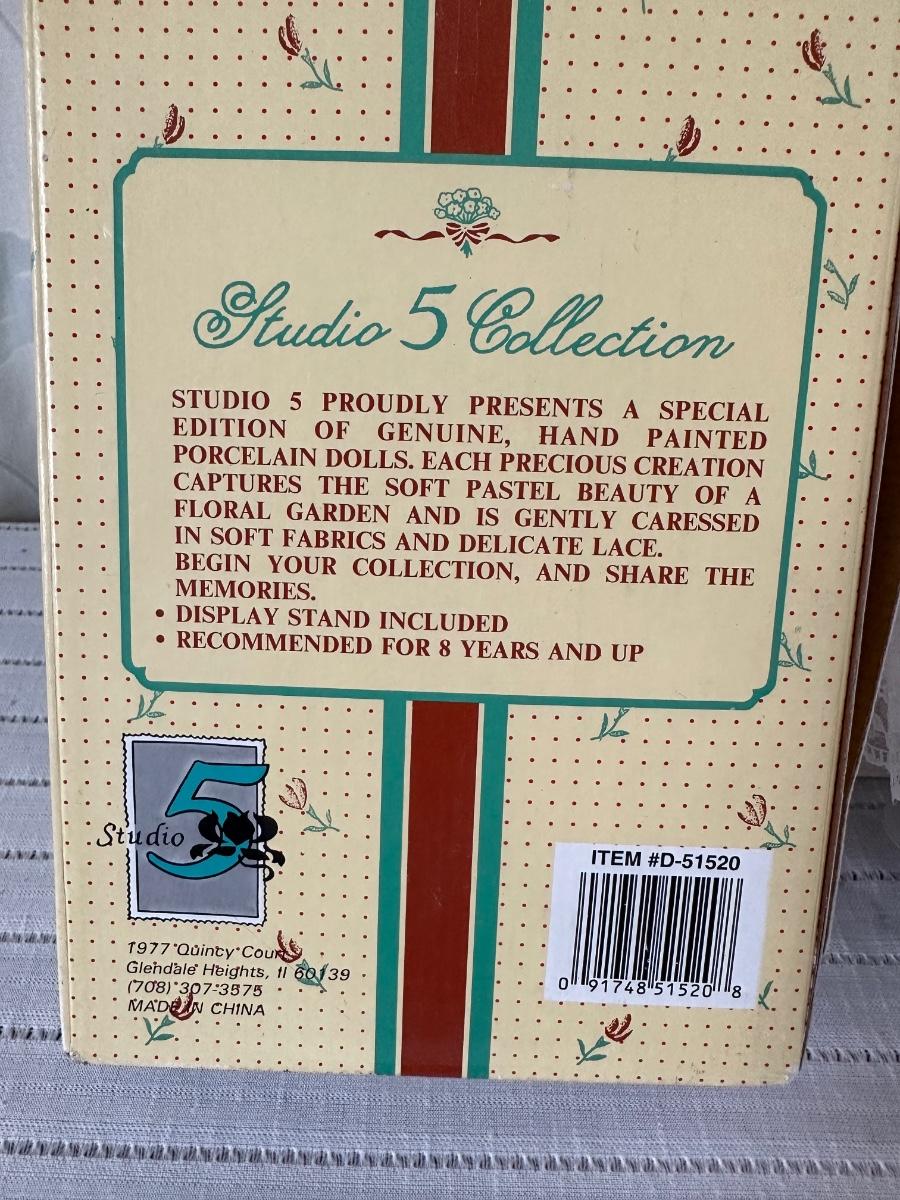 Studio 5 Collection
STUDIO 5 PROUDLY PRESENTS A SPECIAL
EDITION OF GENUINE, HAND PAINTED
PORCELAIN DOLLS. EACH PRECIOUS CREATION
CAPTURES THE SOFT PASTEL BEAUTY OF A
FLORAL GARDEN AND IS GENTLY CARESSED
IN SOFT FABRICS AND DELICATE LACE.
BEGIN YOUR COLLECTION, AND SHARE THE
MEMORIES.
• DISPLAY STAND INCLUDED
• RECOMMENDED FOR 8 YEARS AND UP
Studio 5
1977 Quincy Court
Glendale Heights, Il 60139
(708) 307-3575
MADE IN CHINA
ITEM #D-51520
0 91748 51520 8